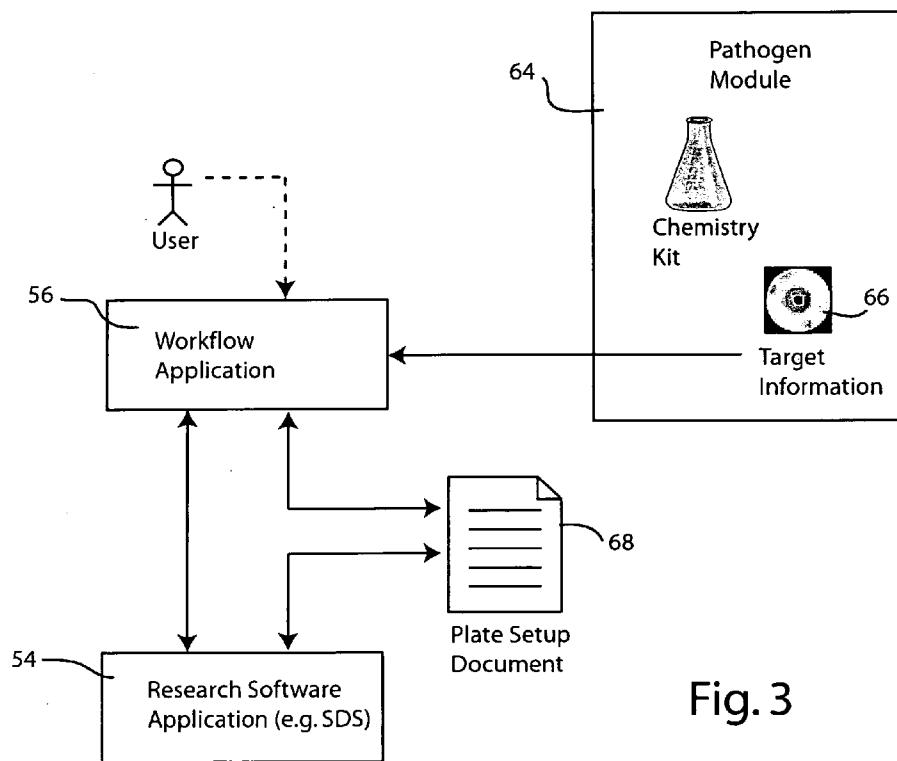 Pathogen
Module
64
Chemistry
Kit
66
Target
Information
User
56
Workflow
Application
68
Plate Setup
Document
54
Research Software
Application (e.g. SDS)
Fig. 3